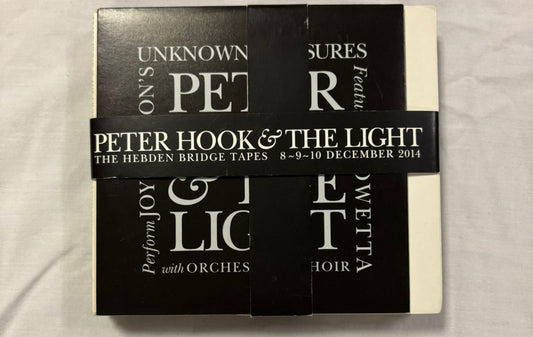 UNKNOWN SURES
PET R
PETER HOOK & THE LIGHT
THE HEBDEN BRIDGE TAPES 8~9~10 DECEMBER 2014
LIG T
with ORCHES HOIR
Perform JOY ON'S
Featu OWETTA